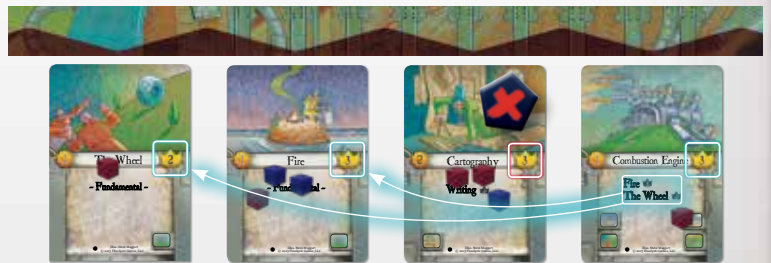 The Wheel
2
- Fundamental -
Fire
3
- Fundamental -
2
Cartography
3
Writing
Combustion Engine
3
Fire
The Wheel